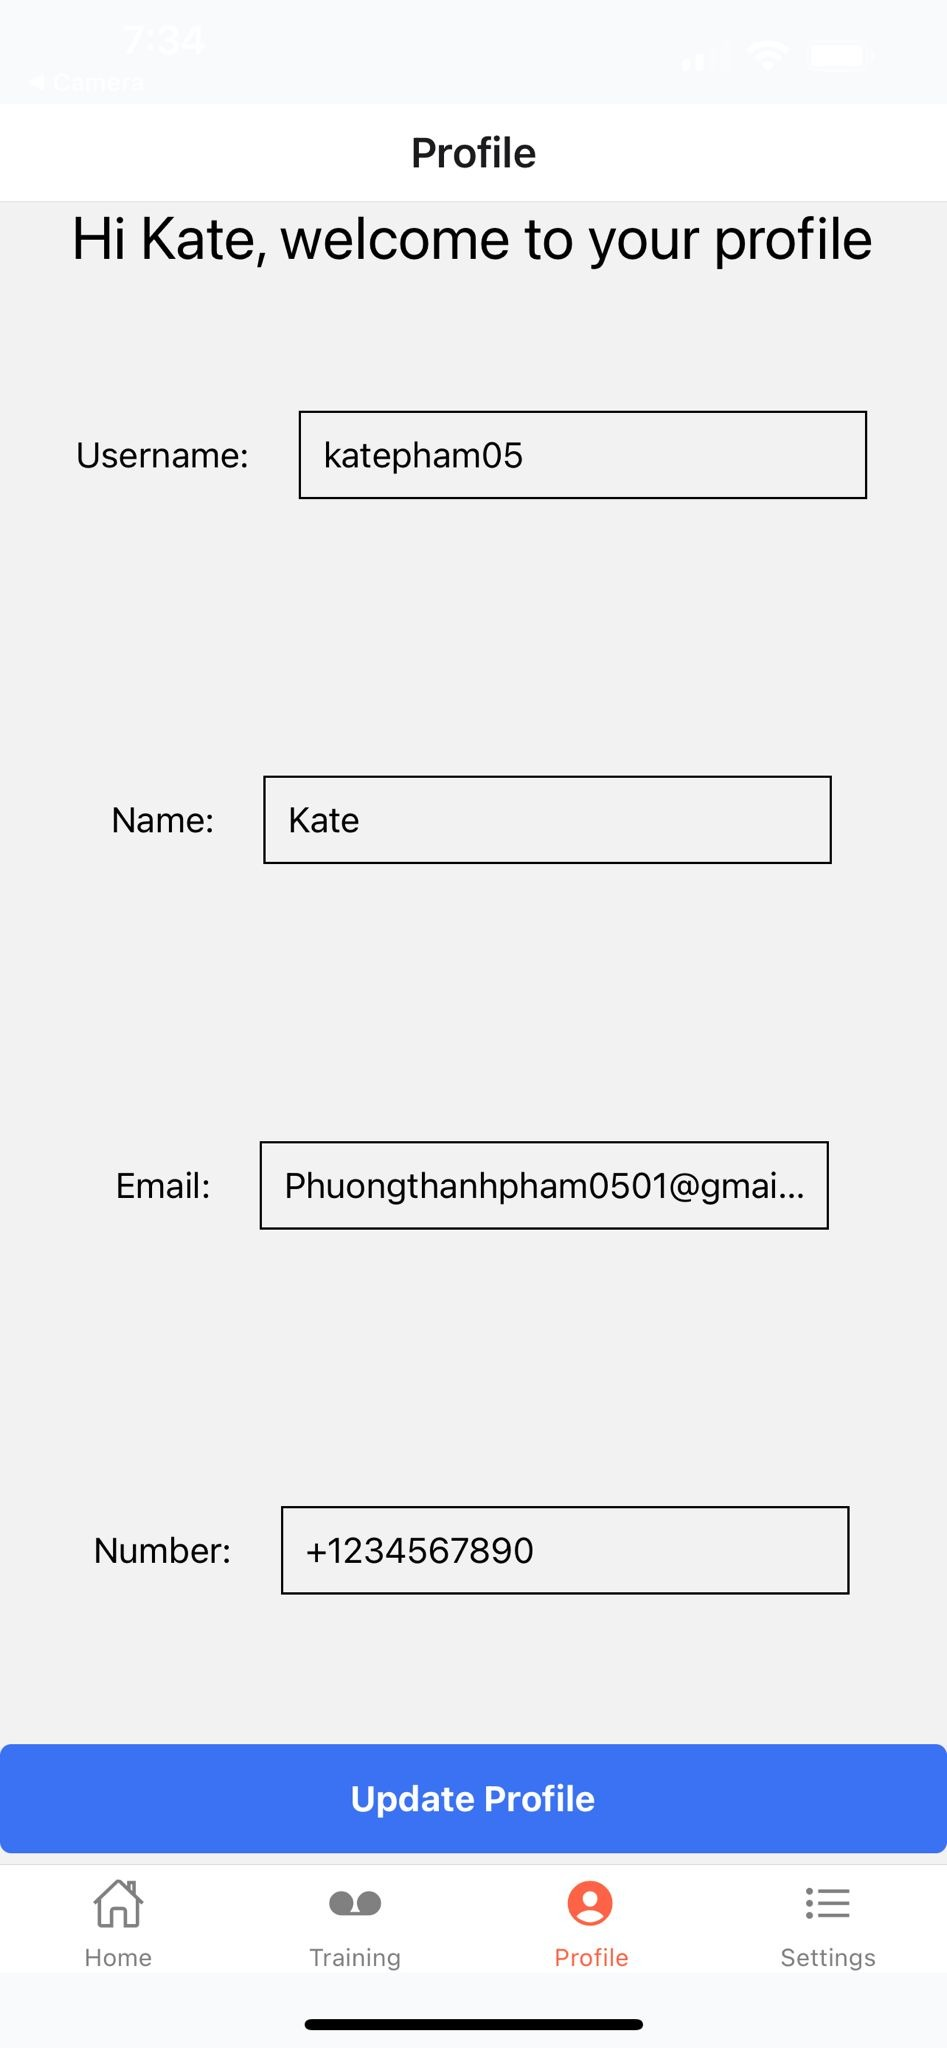 7:34
◀ Camera
Profile
Hi Kate, welcome to your profile
Username: katepham05
Name: Kate
Email: Phuongthanhpham0501@gmai...
Number: +1234567890
Update Profile
Home Training Profile Settings